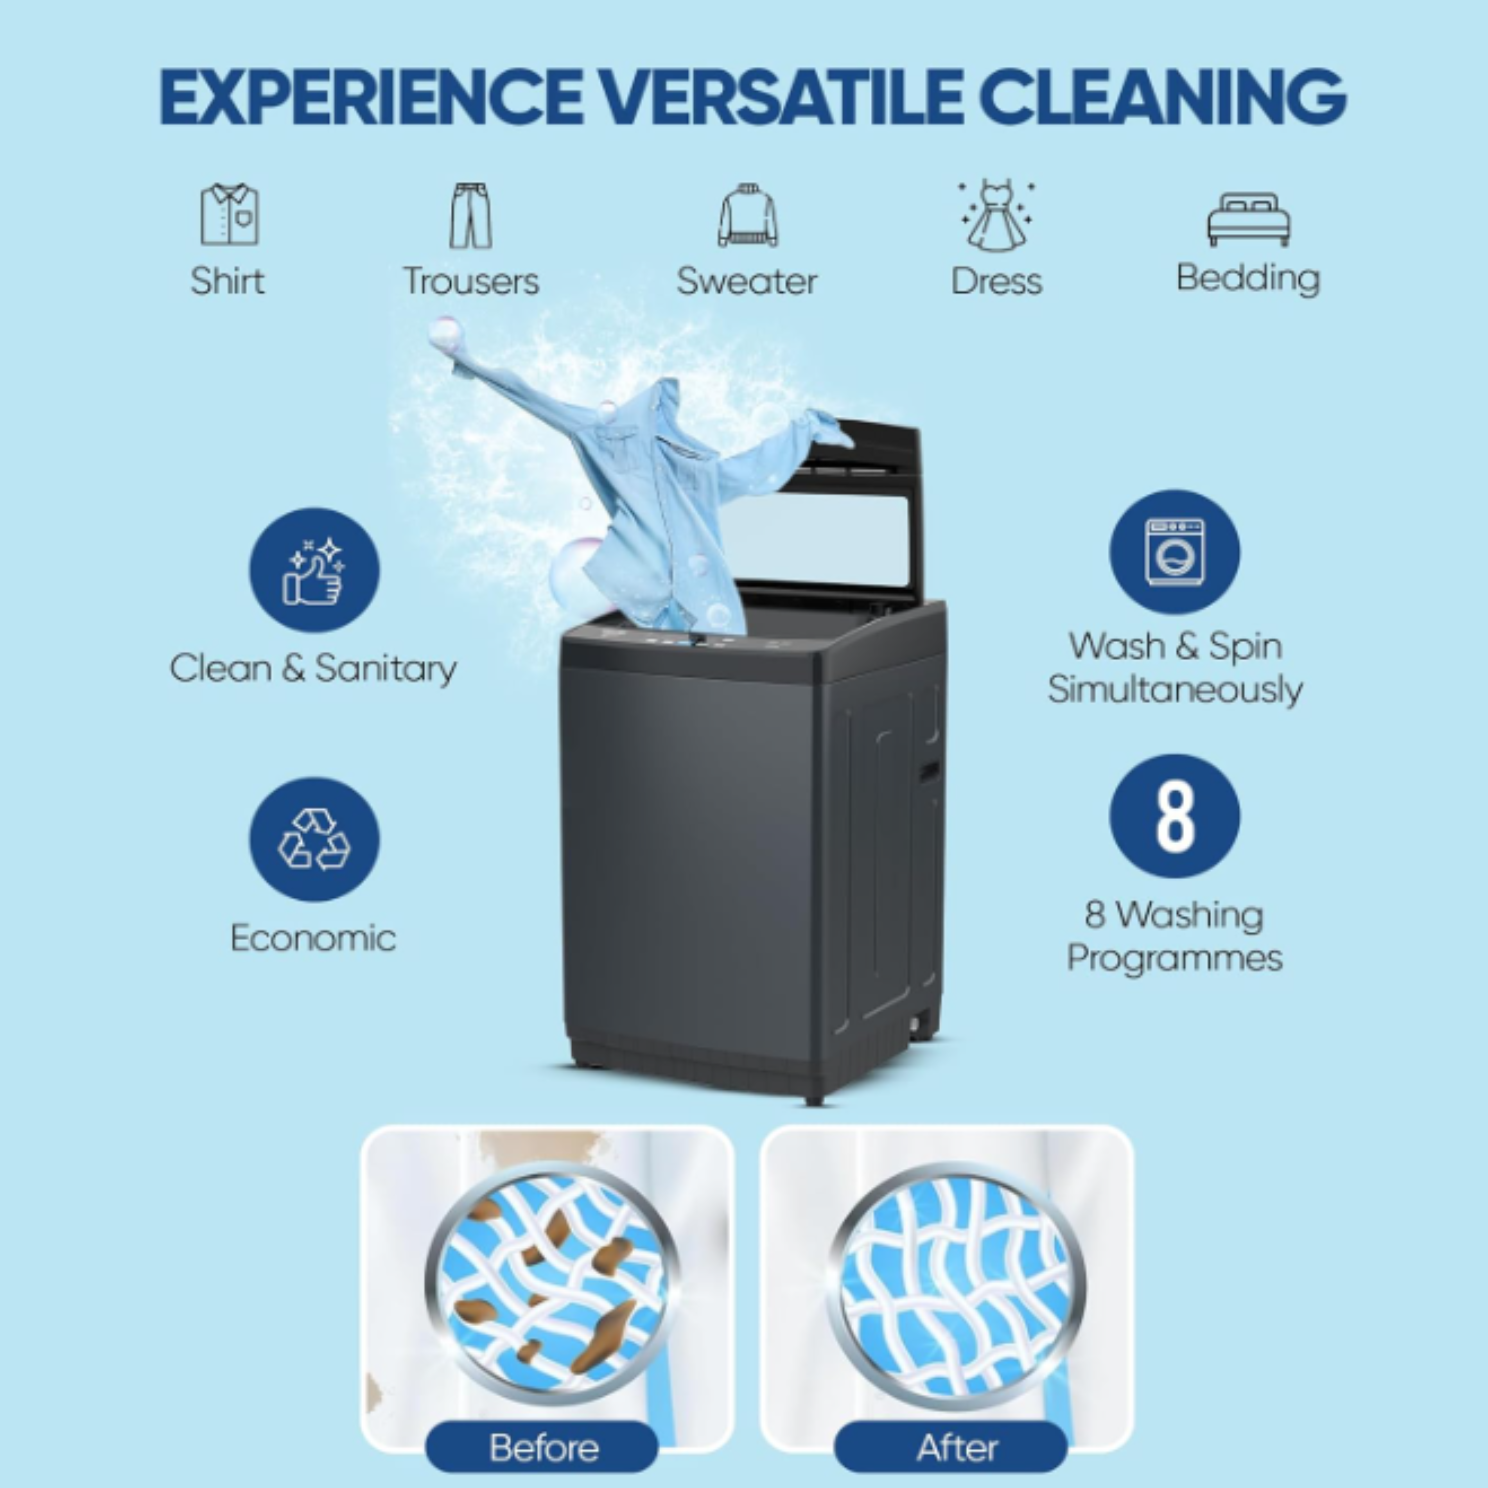 EXPERIENCE VERSATILE CLEANING
Shirt
Trousers
Sweater
Dress
Bedding
Clean & Sanitary
Wash & Spin
Simultaneously
Economic
8
8 Washing
Programmes
Before
After